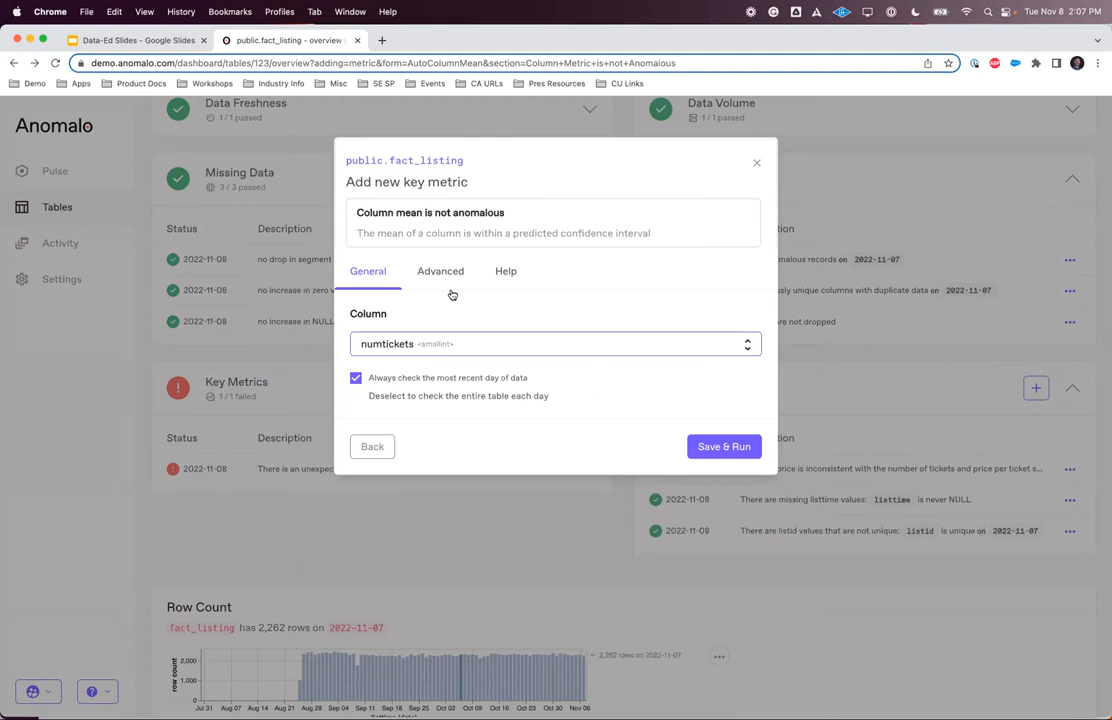 Chrome File Edit View History Bookmarks Profiles Tab Window Help Tue Nov 8 2:07 PM
Data-Ed Slides - Google Slides
public.fact_listing - overview
demo.anomalo.com/dashboard/tables/123/overview?adding=metric&form=AutoColumnMean&section=Column+Metric+is+not+Anomalous
Demo Apps Product Docs Workshops Industry Info Misc SE SP Events CA URLs Pres Resources CU Links
Anomalo
Pulse
Tables
Activity
Settings
Data Freshness
1 / 1 passed
Data Volume
1 / 1 passed
Missing Data
3 / 3 passed
Status Description
2022-11-08 no drop in segment
2022-11-08 no increase in zero v
2022-11-08 no increase in NULL
Key Metrics
1 / 1 failed
Status Description
2022-11-08 There is an unexpec
public.fact_listing
Add new key metric
Column mean is not anomalous
The mean of a column is within a predicted confidence interval
General Advanced Help
Column
numtickets <smallint>
Always check the most recent day of data
Deselect to check the entire table each day
Back
Save & Run
malous records on 2022-11-07
usly unique columns with duplicate data on 2022-11-07
are not dropped
price is inconsistent with the number of tickets and price per ticket s...
2022-11-08 There are missing listtime values: listtime is never NULL
2022-11-08 There are listid values that are not unique: listid is unique on 2022-11-07
Row Count
fact_listing has 2,262 rows on 2022-11-07
row count
2,000
1,500
1,000
500
0
2,262 rows on 2022-11-07
Jul 31 Aug 07 Aug 14 Aug 21 Aug 28 Sep 04 Sep 11 Sep 18 Sep 25 Oct 02 Oct 09 Oct 16 Oct 23 Oct 30 Nov 06